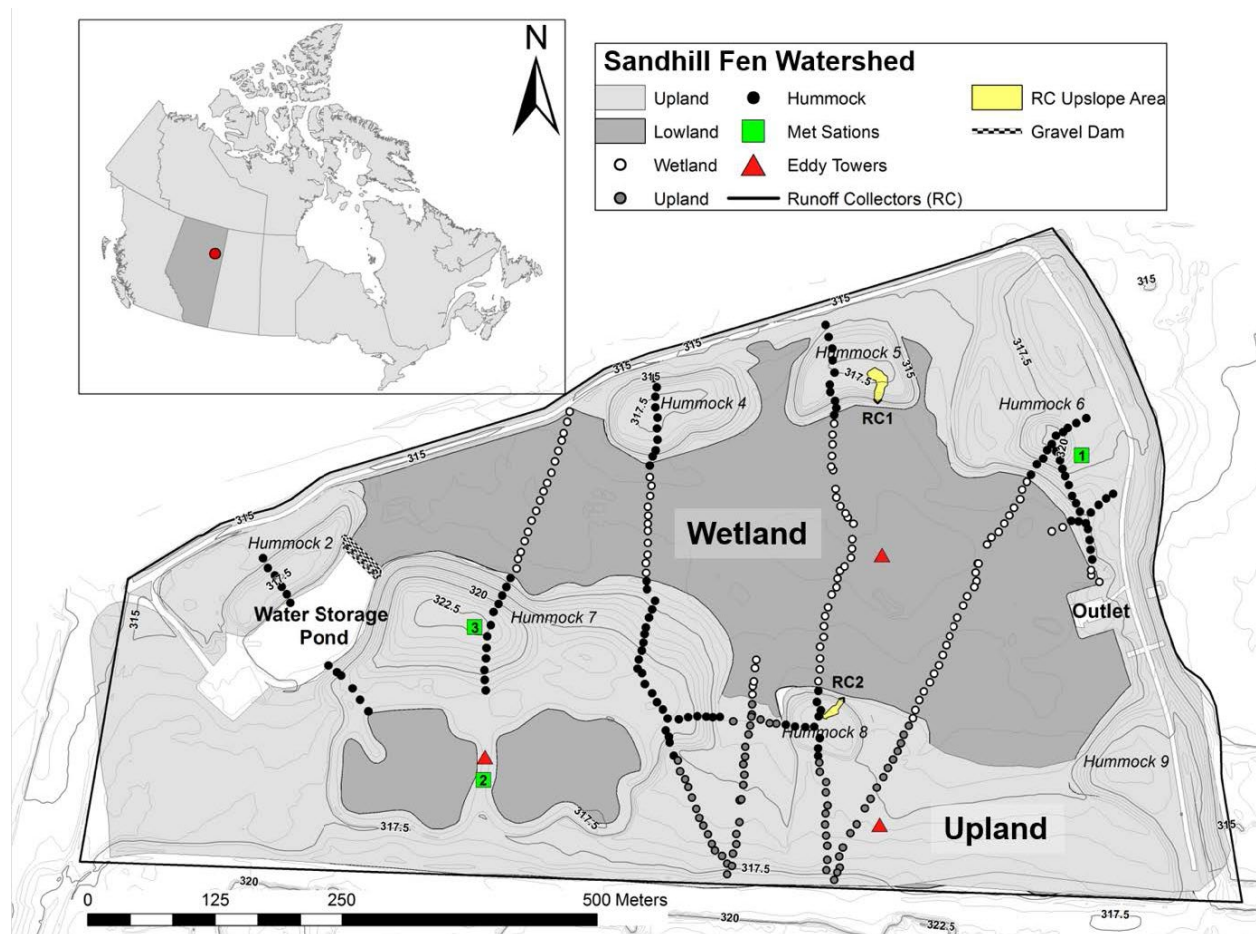 N
Sandhill Fen Watershed
Upland
Hummock
RC Upslope Area
Lowland
Met Sations
Gravel Dam
Wetland
Eddy Towers
Upland
Runoff Collectors (RC)
315
315
317.5
315
Hummock 5
317.5
315
RC1
315
315
317.5
Hummock 4
Hummock 6
320
1
315
Hummock 2
317.5
Wetland
320
322.5
3
Hummock 7
Water Storage
Pond
315
Outlet
RC2
Hummock 8
Hummock 9
2
317.5
317.5
Upland
317.5
315
320
0
125
250
500 Meters
320
322.5
317.5